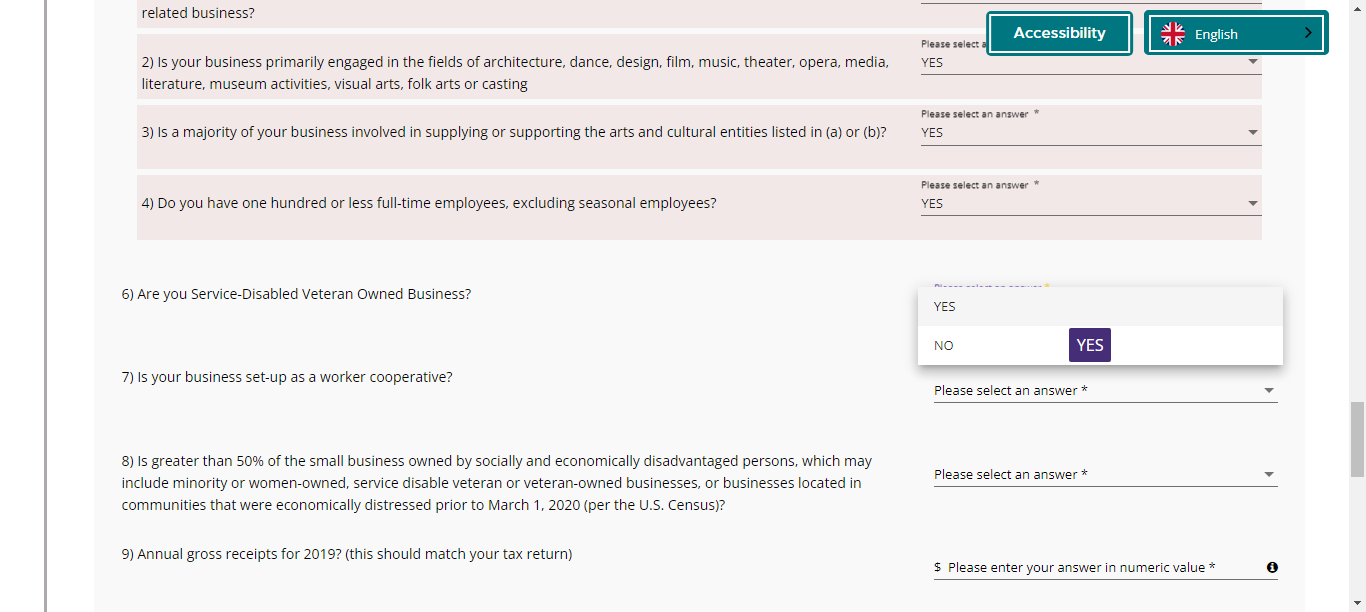 related business?
Accessibility
English
2) Is your business primarily engaged in the fields of architecture, dance, design, film, music, theater, opera, media,
literature, museum activities, visual arts, folk arts or casting
Please select a
YES
3) Is a majority of your business involved in supplying or supporting the arts and cultural entities listed in (a) or (b)?
Please select an answer *
YES
4) Do you have one hundred or less full-time employees, excluding seasonal employees?
Please select an answer *
YES
6) Are you Service-Disabled Veteran Owned Business?
Please select an answer *
YES
NO
YES
7) Is your business set-up as a worker cooperative?
Please select an answer *
8) Is greater than 50% of the small business owned by socially and economically disadvantaged persons, which may
include minority or women-owned, service disable veteran or veteran-owned businesses, or businesses located in
communities that were economically distressed prior to March 1, 2020 (per the U.S. Census)?
Please select an answer *
9) Annual gross receipts for 2019? (this should match your tax return)
$ Please enter your answer in numeric value *